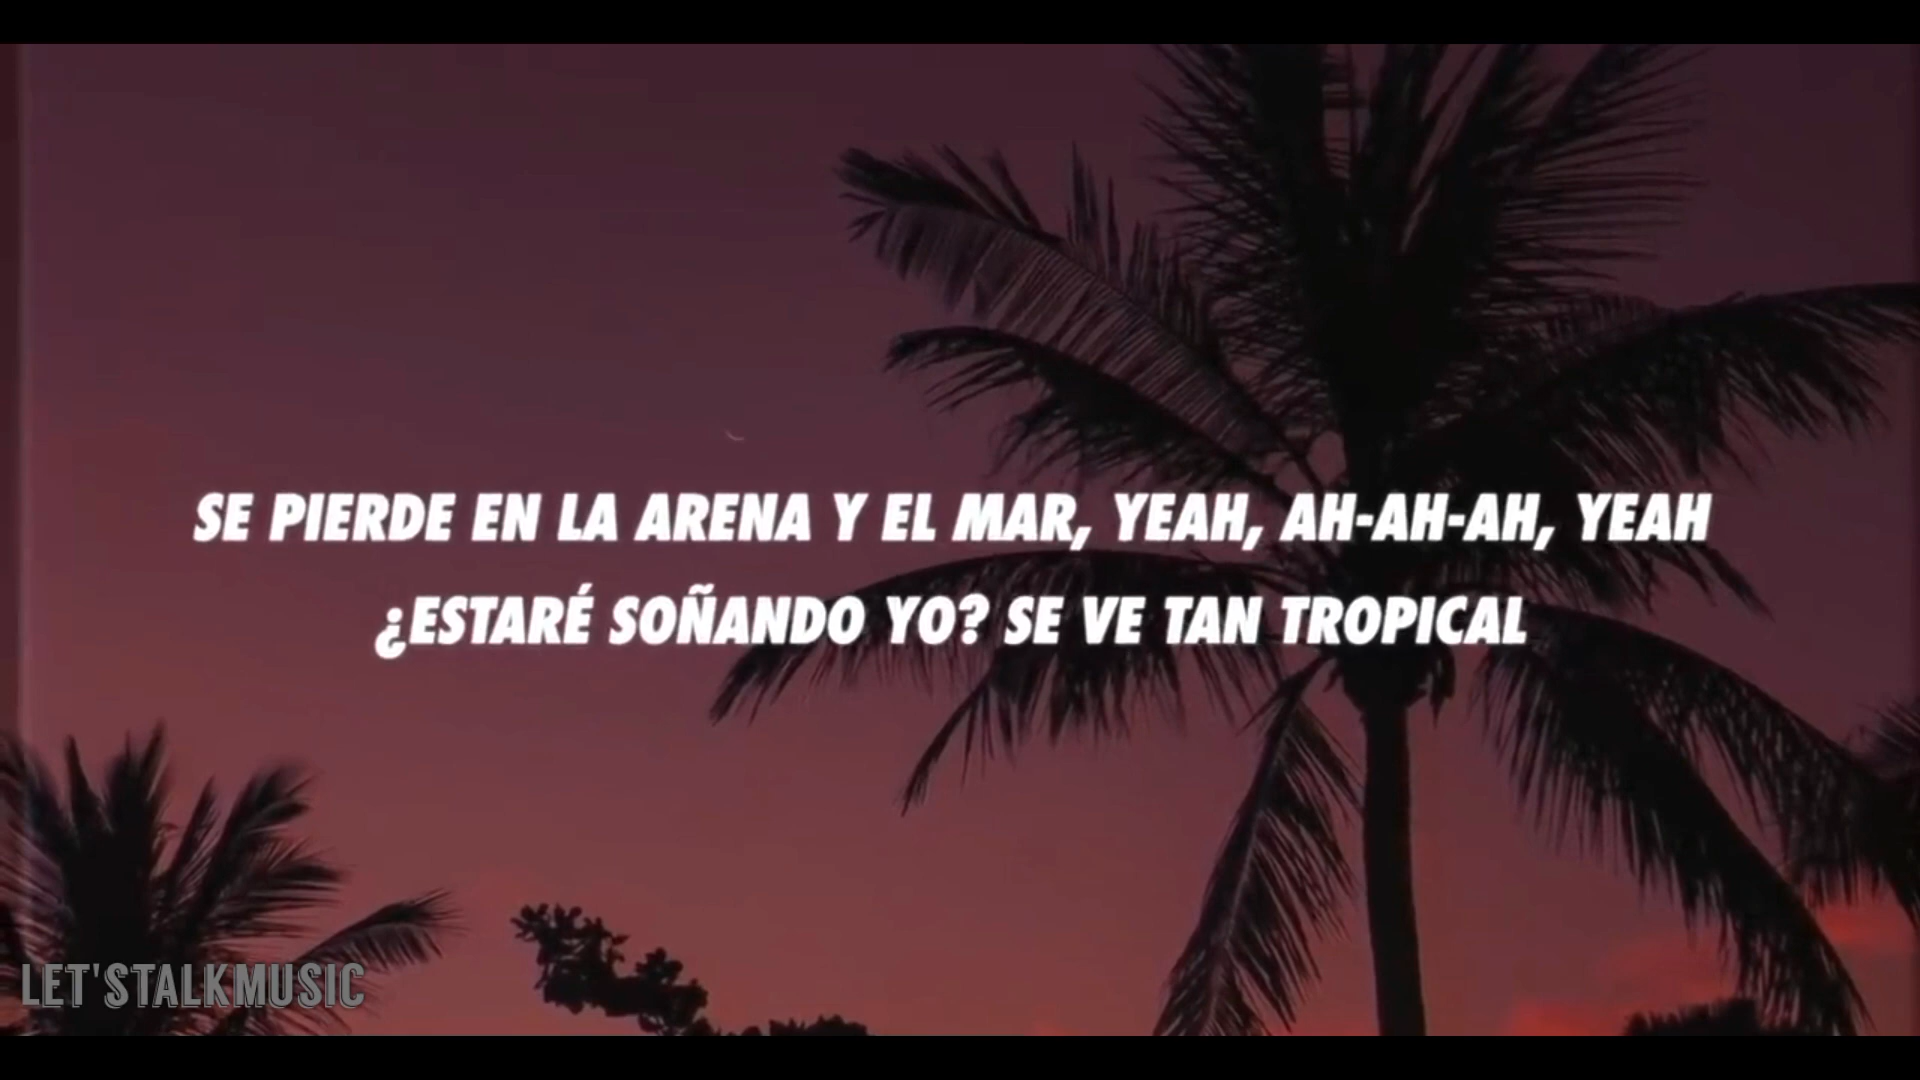 SE PIERDE EN LA ARENA Y EL MAR, YEAH, AH-AH-AH, YEAH
¿ESTARÉ SOÑANDO YO? SE VE TAN TROPICAL
LET'STALKMUSIC